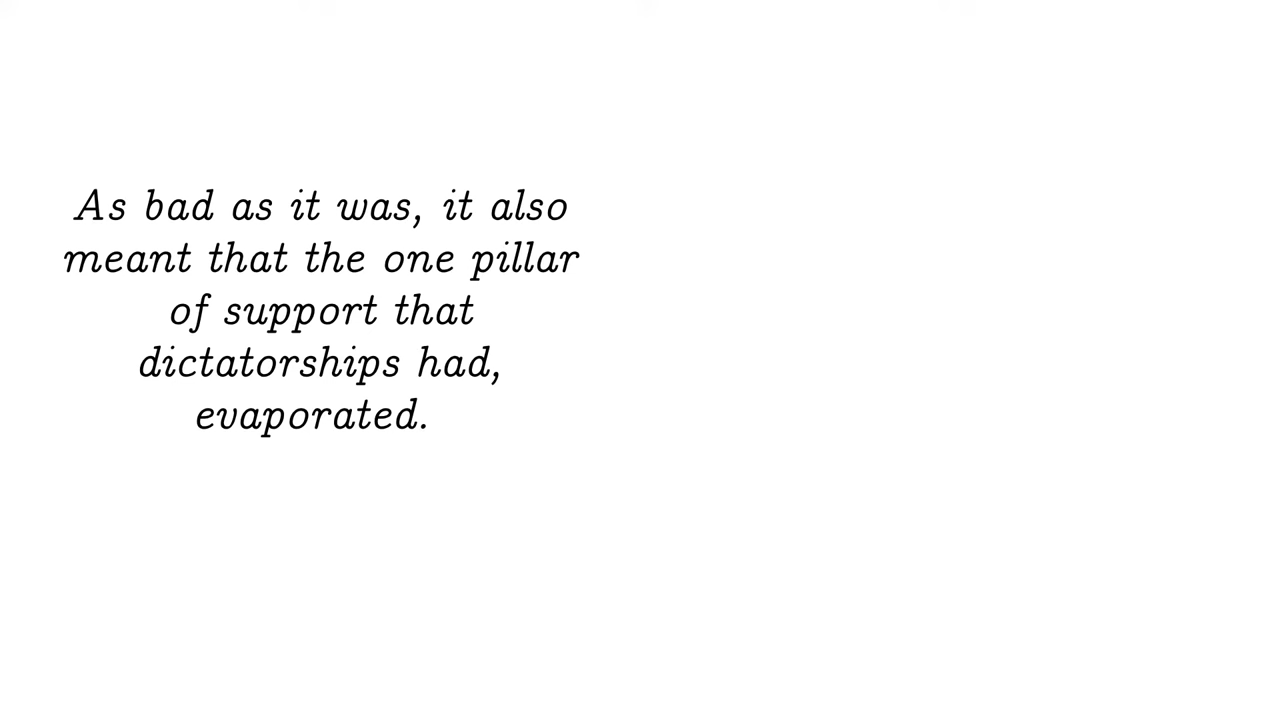 As bad as it was, it also
meant that the one pillar
of support that
dictatorships had,
evaporated.